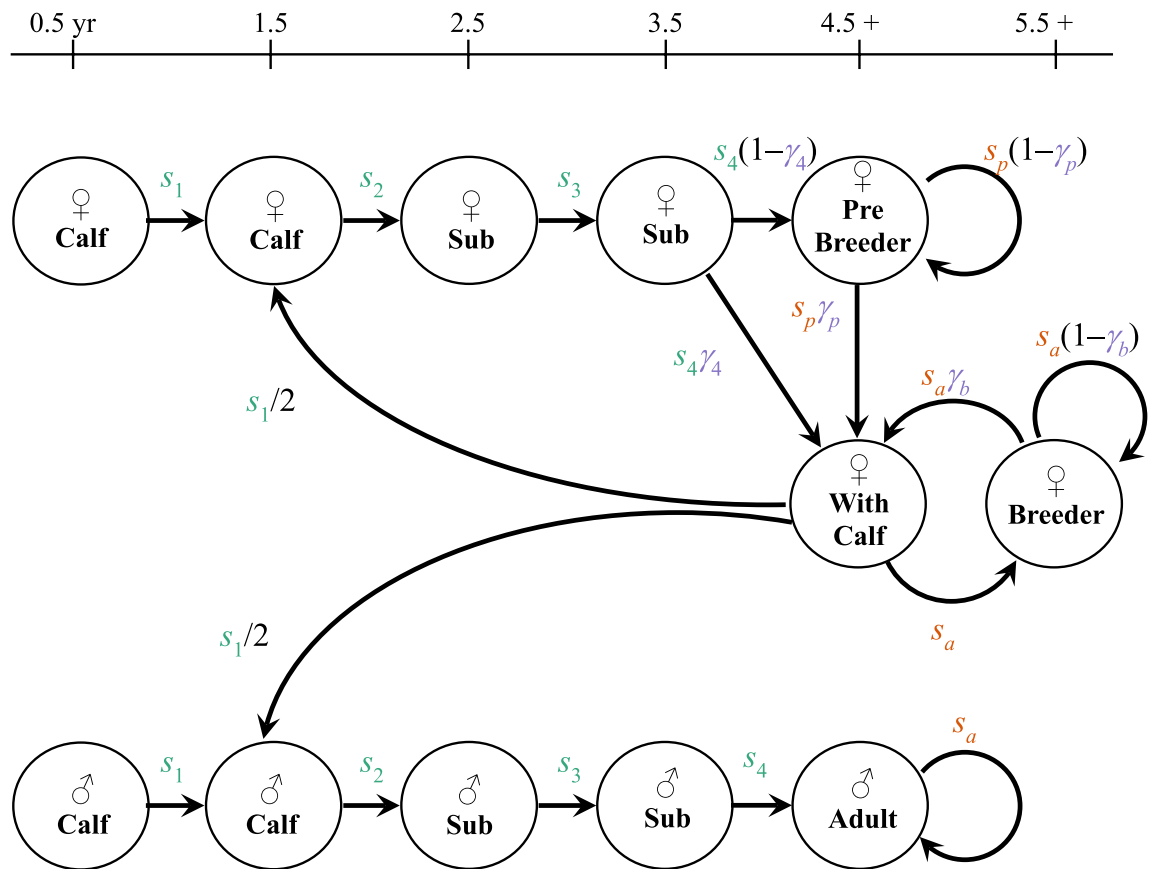 0.5 yr 1.5 2.5 3.5 4.5 + 5.5 +
s₁ s₂ s₃ s₄(1−γ₄) sₚ(1−γₚ)
♀ ♀ ♀ ♀ ♀
Calf Calf Sub Sub Pre
Breeder
sₚγₚ
s₄γ₄
sₐ(1−γ_b)
sₐγ_b
s₁/2
♀ ♀
With
Calf
Breeder
s₁/2
sₐ
sₐ
s₁ s₂ s₃ s₄
♂ ♂ ♂ ♂ ♂
Calf Calf Sub Sub Adult